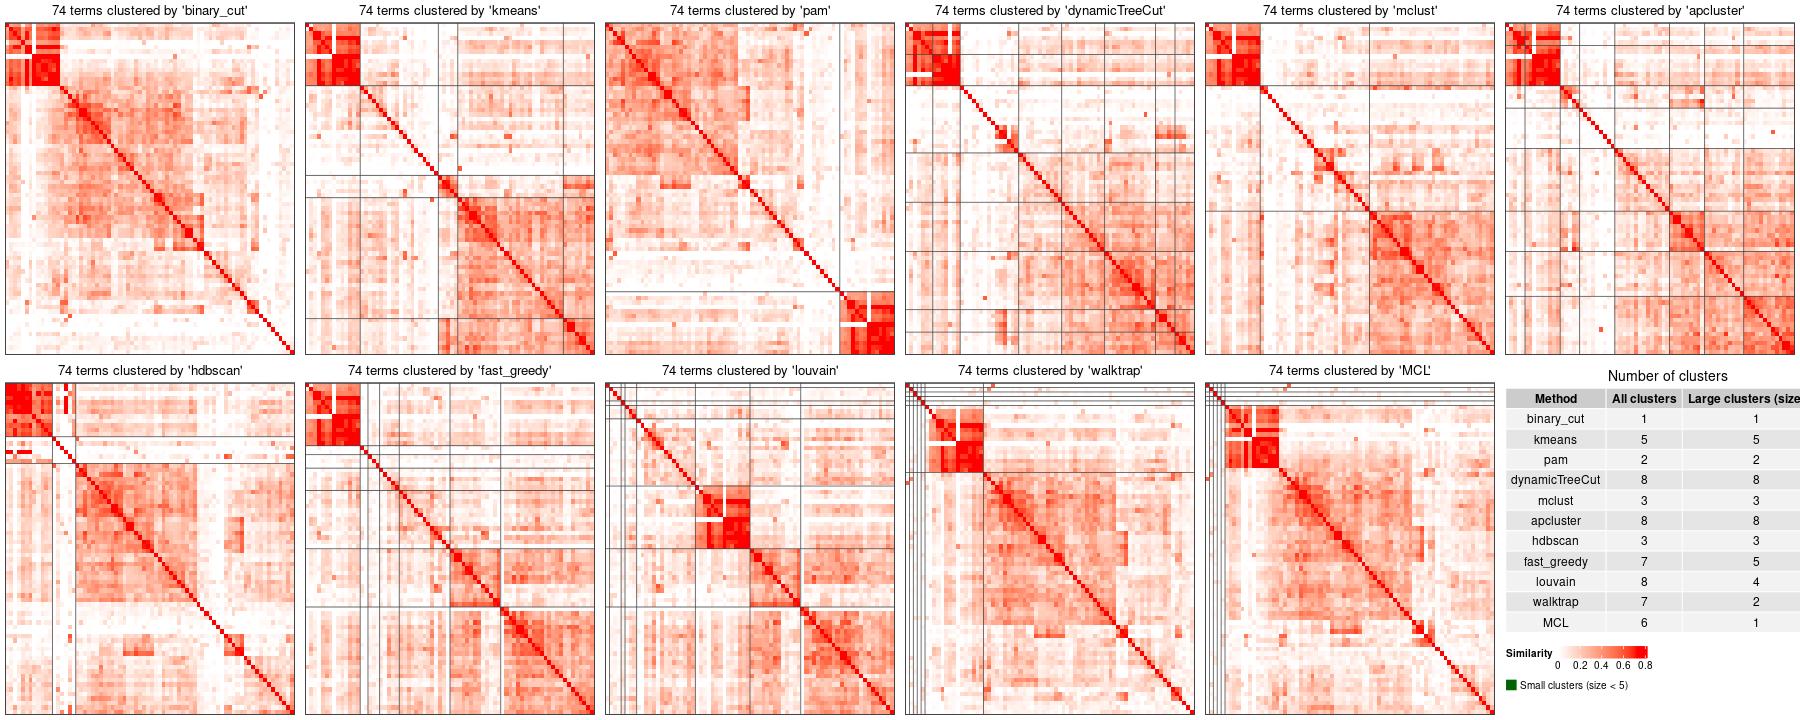 74 terms clustered by 'binary_cut'
74 terms clustered by 'kmeans'
74 terms clustered by 'pam'
74 terms clustered by 'dynamicTreeCut'
74 terms clustered by 'mclust'
74 terms clustered by 'apcluster'
74 terms clustered by 'hdbscan'
74 terms clustered by 'fast_greedy'
74 terms clustered by 'louvain'
74 terms clustered by 'walktrap'
74 terms clustered by 'MCL'
Number of clusters
Method All clusters Large clusters (size
binary_cut 1 1
kmeans 5 5
pam 2 2
dynamicTreeCut 8 8
mclust 3 3
apcluster 8 8
hdbscan 3 3
fast_greedy 7 5
louvain 8 4
walktrap 7 2
MCL 6 1
Similarity
0 0.2 0.4 0.6 0.8
Small clusters (size < 5)